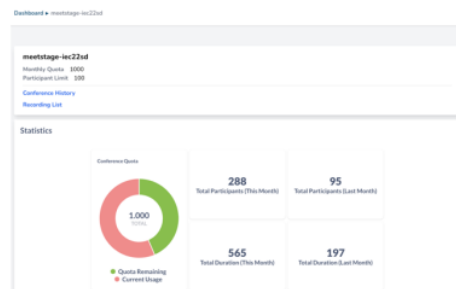 Dashboard ▸ meetstage-iec22sd
meetstage-iec22sd
Monthly Quota 1000
Participant Limit 100
Conference History
Recording List
Statistics
Conference Quota
1.000
TOTAL
Quota Remaining
Current Usage
288
Total Participants (This Month)
95
Total Participants (Last Month)
565
Total Duration (This Month)
197
Total Duration (Last Month)